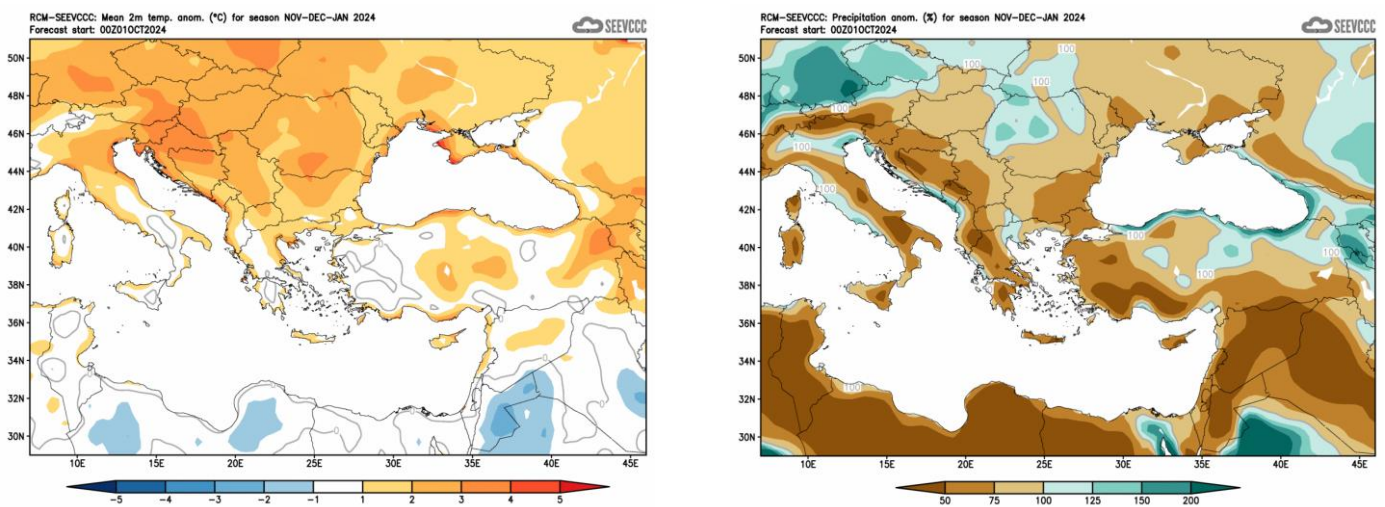 RCM-SEEVCCC: Mean 2m temp. anom. (°C) for season NOV-DEC-JAN 2024
Forecast start: 00Z01OCT2024
SEEVCCC
50N
48N
46N
44N
42N
40N
38N
36N
34N
32N
30N
10E 15E 20E 25E 30E 35E 40E 45E
-5 -4 -3 -2 -1 1 2 3 4 5
RCM-SEEVCCC: Precipitation anom. (%) for season NOV-DEC-JAN 2024
Forecast start: 00Z01OCT2024
SEEVCCC
50N
48N
46N
44N
42N
40N
38N
36N
34N
32N
30N
100
100
100
100
100
100
100
100
100
100
100
10E 15E 20E 25E 30E 35E 40E 45E
50 75 100 125 150 200